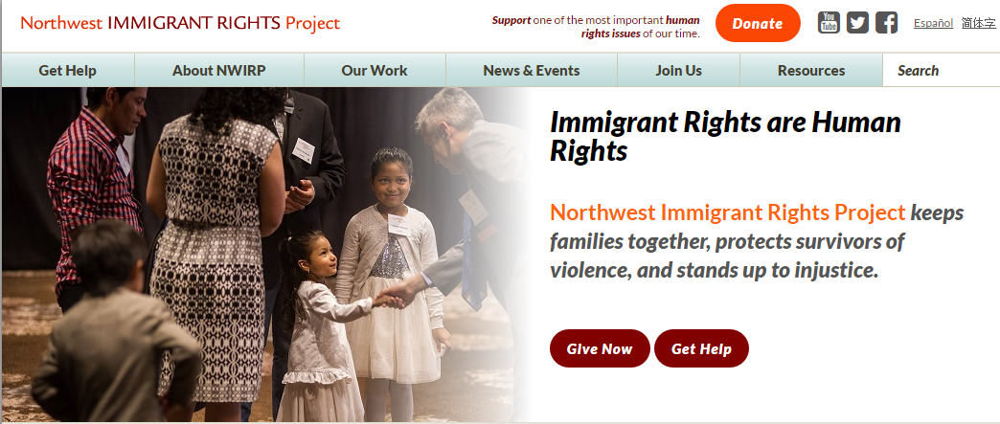 Northwest IMMIGRANT RIGHTS Project
Support one of the most important human
rights issues of our time.
Donate
You
Tube
Español
简体字
Get Help
About NWIRP
Our Work
News & Events
Join Us
Resources
Search
Immigrant Rights are Human
Rights
Northwest Immigrant Rights Project keeps
families together, protects survivors of
violence, and stands up to injustice.
Give Now
Get Help